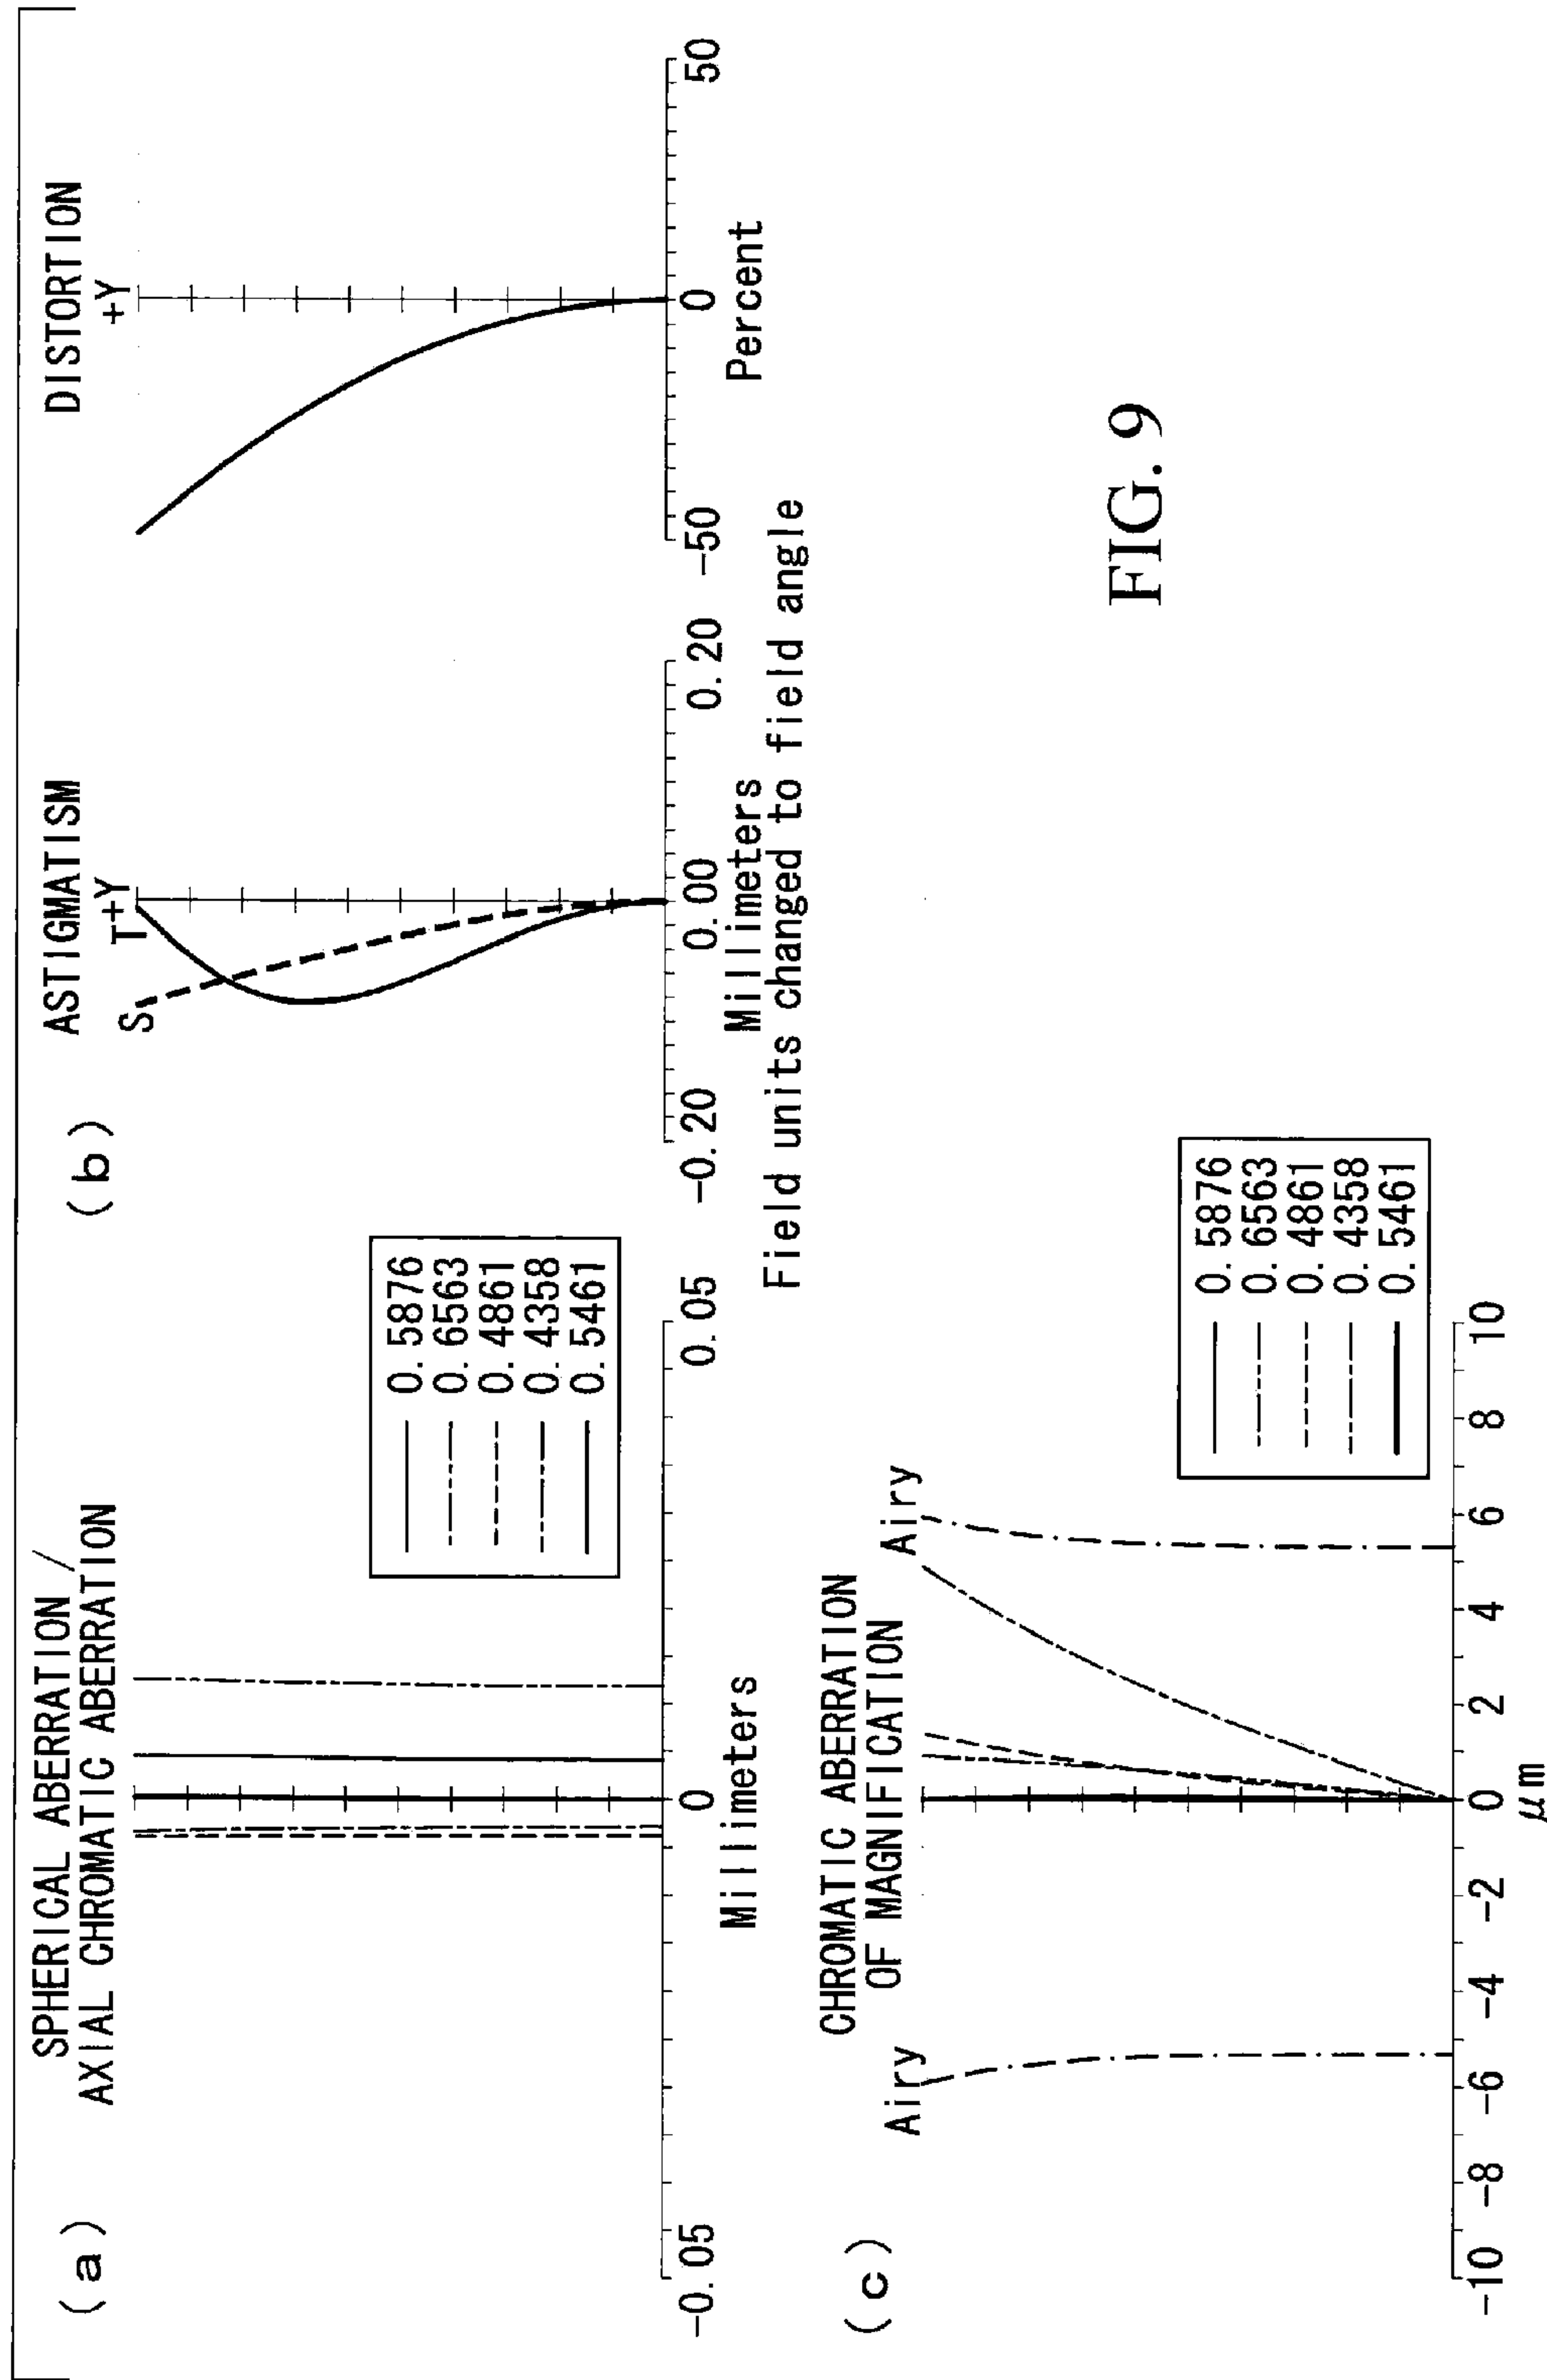 (a)
SPHERICAL ABERRATION /
AXIAL CHROMATIC ABERRATION
0.5876
0.6563
0.4861
0.4358
0.5461
-0.05 0 0.05
Millimeters
(b)
ASTIGMATISM
S T +Y
-0.20 0.00 0.20
Millimeters
Field units changed to field angle
DISTORTION
+Y
-50 0 50
Percent
(c)
CHROMATIC ABERRATION
OF MAGNIFICATION
Airy Airy
0.5876
0.6563
0.4861
0.4358
0.5461
-10 -8 -6 -4 -2 0 2 4 6 8 10
μm
FIG. 9